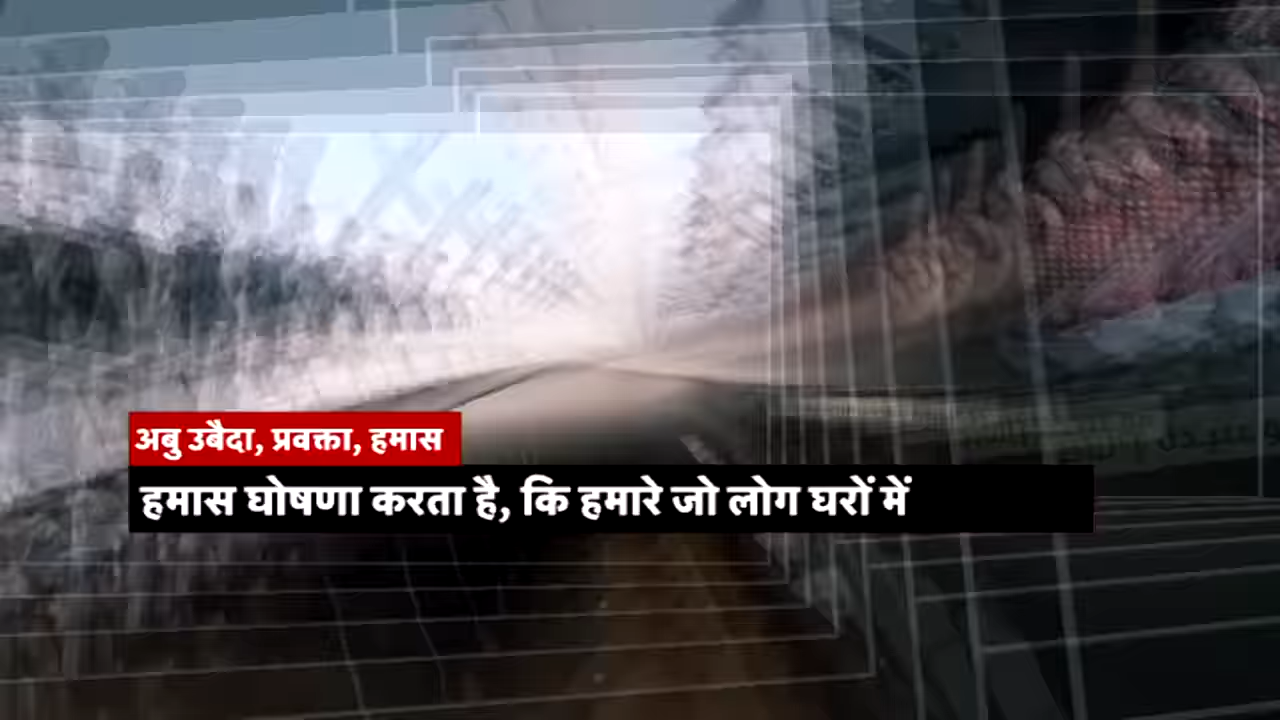 अबु उबैदा, प्रवक्ता, हमास
हमास घोषणा करता है, कि हमारे जो लोग घरों में